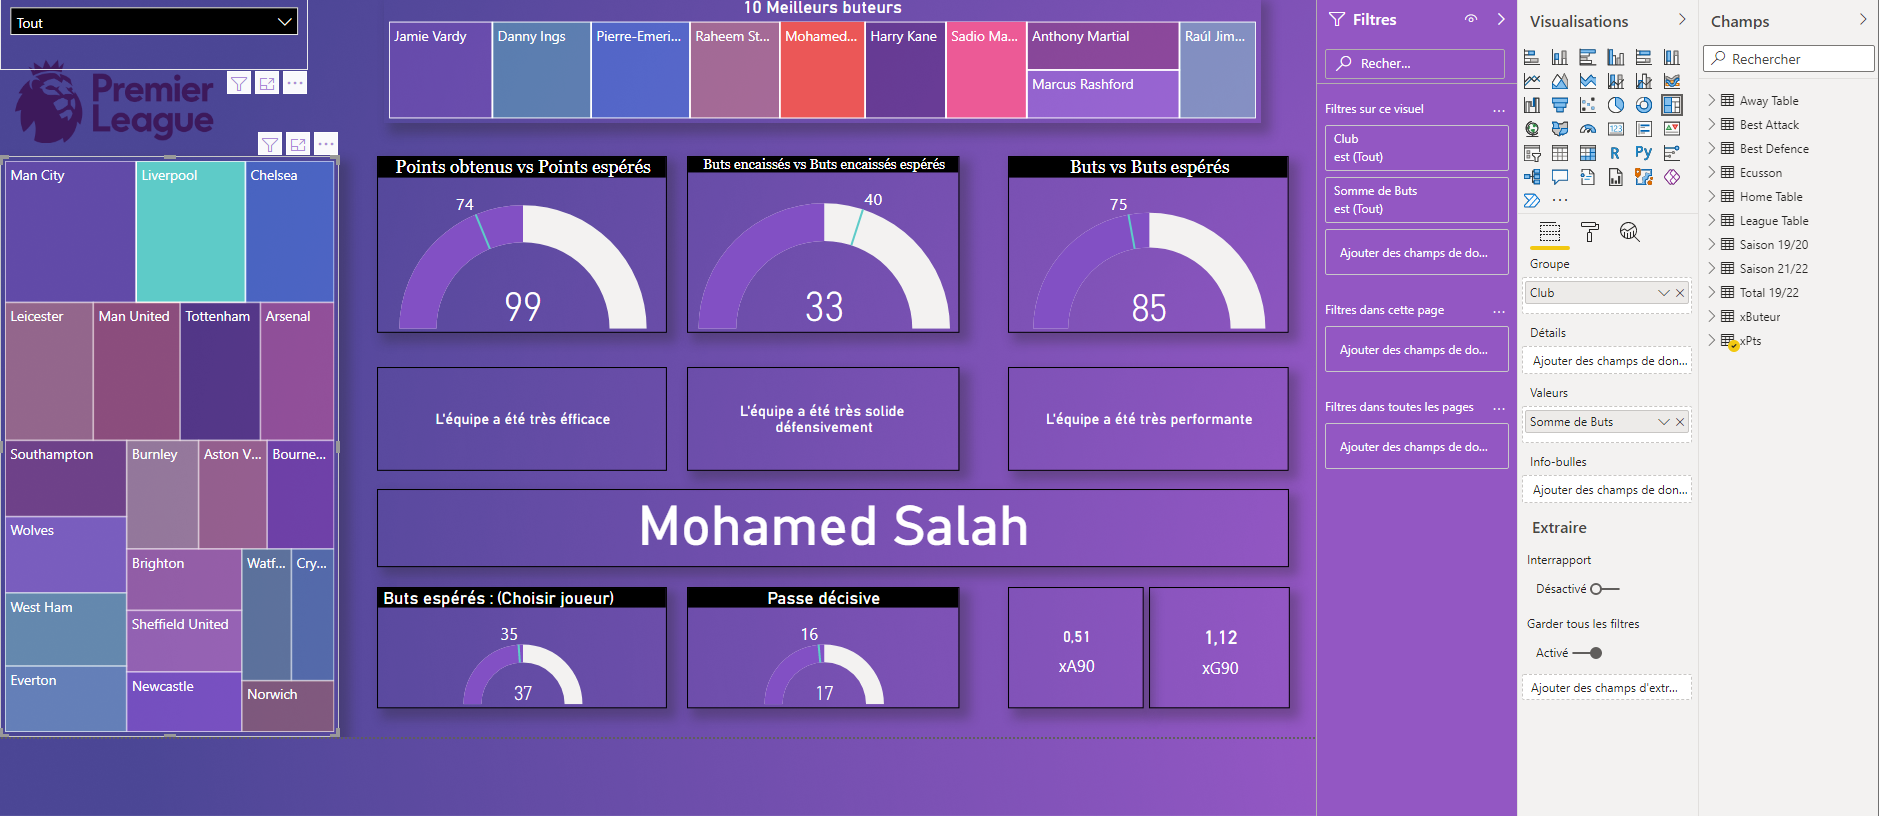 Tout
Premier
League
10 Meilleurs buteurs
Jamie Vardy
Danny Ings
Pierre-Emeri...
Raheem St...
Mohamed...
Harry Kane
Sadio Ma...
Anthony Martial
Marcus Rashford
Raúl Jim...
Man City
Liverpool
Chelsea
Leicester
Man United
Tottenham
Arsenal
Southampton
Burnley
Aston V...
Bourne...
Wolves
Brighton
Watf...
Cry...
West Ham
Sheffield United
Everton
Newcastle
Norwich
Points obtenus vs Points espérés
74
99
Buts encaissés vs Buts encaissés espérés
40
33
Buts vs Buts espérés
75
85
L'équipe a été très éfficace
L'équipe a été très solide
défensivement
L'équipe a été très performante
Mohamed Salah
Buts espérés : (Choisir joueur)
35
37
Passe décisive
16
17
0,51
xA90
1,12
xG90
Filtres
Recher...
Filtres sur ce visuel
Club
est (Tout)
Somme de Buts
est (Tout)
Ajouter des champs de do...
Filtres dans cette page
Ajouter des champs de do...
Filtres dans toutes les pages
Ajouter des champs de do...
Visualisations
123
R
Py
Groupe
Club
Détails
Ajouter des champs de don...
Valeurs
Somme de Buts
Info-bulles
Ajouter des champs de don...
Extraire
Interrapport
Désactivé
Garder tous les filtres
Activé
Ajouter des champs d'extr...
Champs
Rechercher
Away Table
Best Attack
Best Defence
Ecusson
Home Table
League Table
Saison 19/20
Saison 21/22
Total 19/22
xButeur
xPts